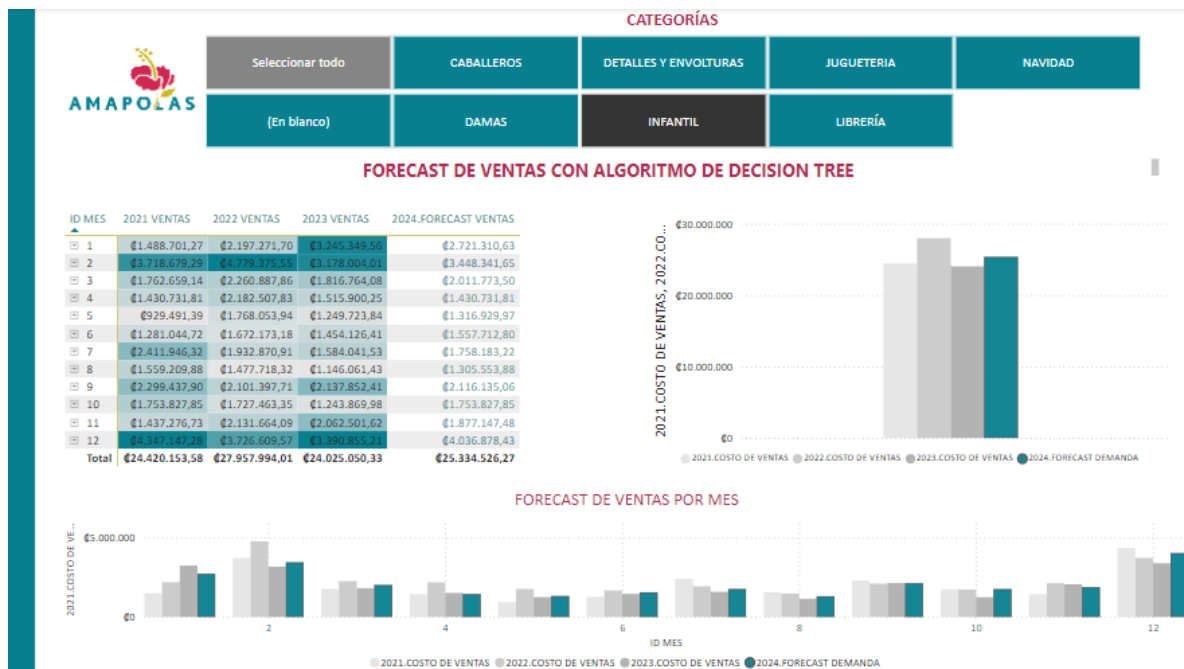 CATEGORÍAS
AMAPOLAS
Seleccionar todo CABALLEROS DETALLES Y ENVOLTURAS JUGUETERIA NAVIDAD
(En blanco) DAMAS INFANTIL LIBRERÍA
FORECAST DE VENTAS CON ALGORITMO DE DECISION TREE
ID MES 2021 VENTAS 2022 VENTAS 2023 VENTAS 2024.FORECAST VENTAS
1 ₡1.488.701,27 ₡2.197.271,70 ₡3.245.349,56 ₡2.721.310,63
2 ₡3.718.679,29 ₡4.779.375,55 ₡3.178.004,01 ₡3.448.341,65
3 ₡1.762.659,14 ₡2.260.887,86 ₡1.816.764,08 ₡2.011.773,50
4 ₡1.430.731,81 ₡2.182.507,83 ₡1.515.900,25 ₡1.430.731,81
5 ₡929.491,39 ₡1.768.053,94 ₡1.249.723,84 ₡1.316.929,97
6 ₡1.281.044,72 ₡1.672.173,18 ₡1.454.126,41 ₡1.557.712,80
7 ₡2.411.946,32 ₡1.932.870,91 ₡1.584.041,53 ₡1.758.183,22
8 ₡1.559.209,88 ₡1.477.718,32 ₡1.146.061,43 ₡1.305.553,88
9 ₡2.299.437,90 ₡2.101.397,71 ₡2.137.852,41 ₡2.116.135,06
10 ₡1.753.827,85 ₡1.727.463,35 ₡1.243.869,98 ₡1.753.827,85
11 ₡1.437.276,73 ₡2.131.664,09 ₡2.062.501,62 ₡1.877.147,48
12 ₡4.347.147,28 ₡3.726.609,57 ₡3.390.855,21 ₡4.036.878,43
Total ₡24.420.153,58 ₡27.957.994,01 ₡24.025.050,33 ₡25.334.526,27
2021.COSTO DE VENTAS, 2022.CO...
₡30.000.000
₡20.000.000
₡10.000.000
₡0
2021.COSTO DE VENTAS 2022.COSTO DE VENTAS 2023.COSTO DE VENTAS 2024.FORECAST DEMANDA
FORECAST DE VENTAS POR MES
2021.COSTO DE VE...
₡5.000.000
₡0
2 4 6 8 10 12
ID MES
2021.COSTO DE VENTAS 2022.COSTO DE VENTAS 2023.COSTO DE VENTAS 2024.FORECAST DEMANDA